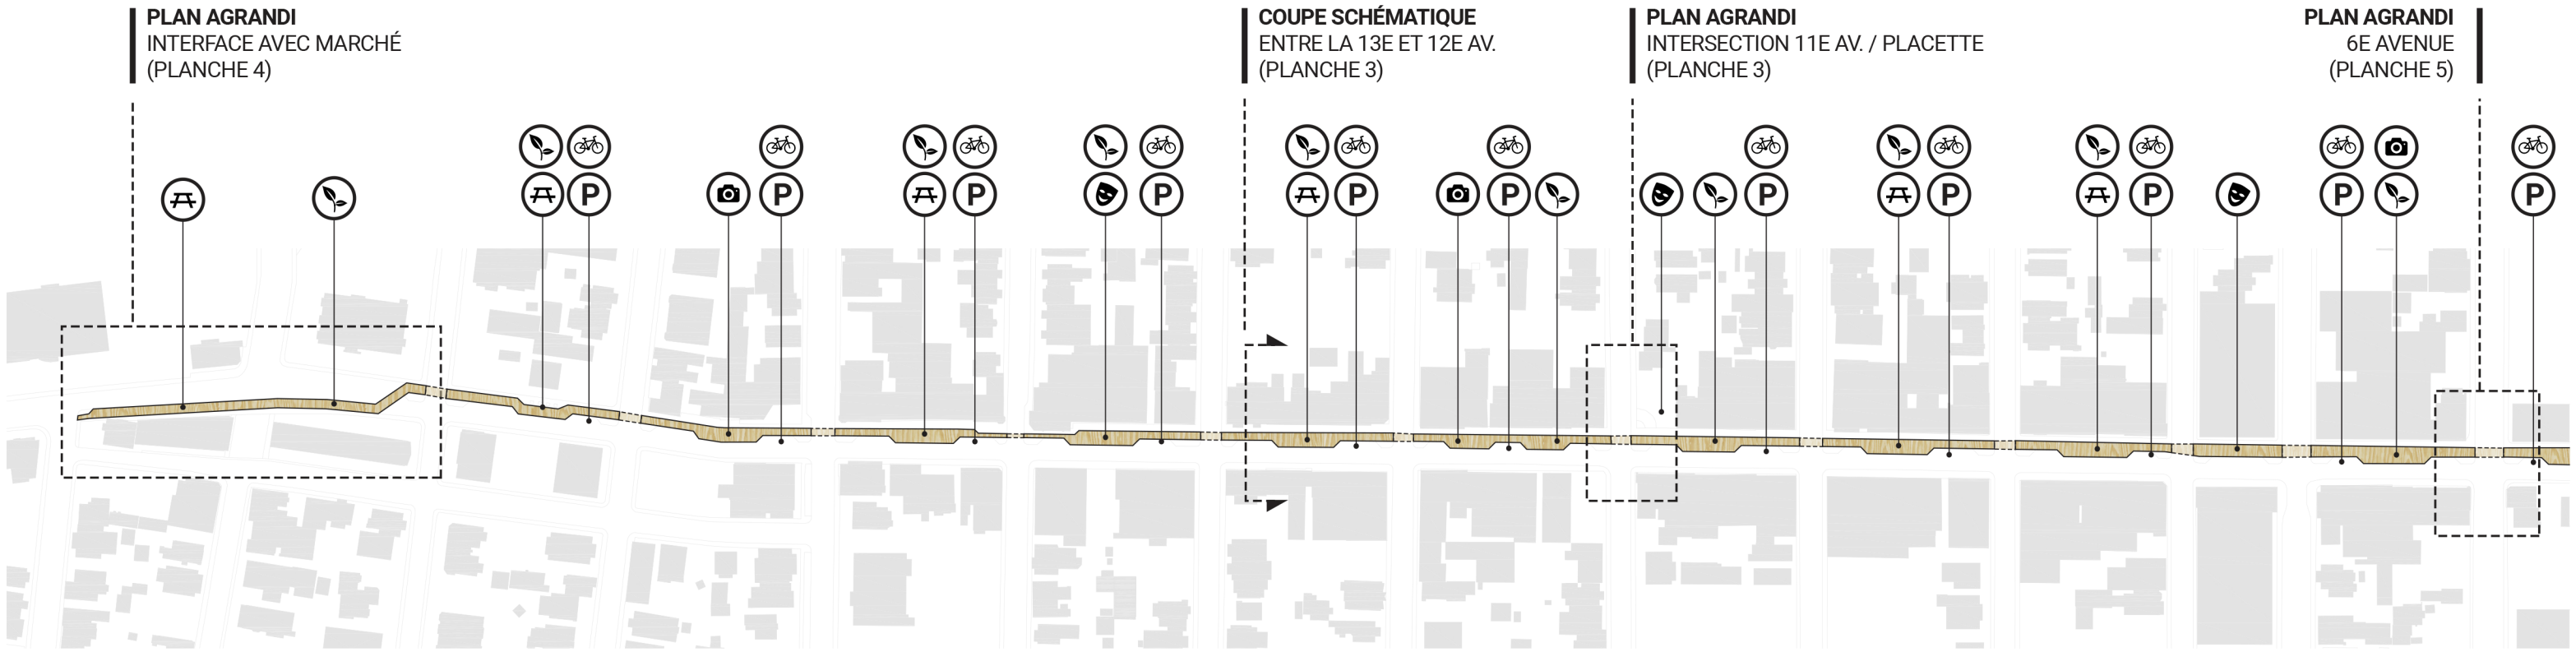 PLAN AGRANDI
INTERFACE AVEC MARCHÉ
(PLANCHE 4)
COUPE SCHÉMATIQUE
ENTRE LA 13E ET 12E AV.
(PLANCHE 3)
PLAN AGRANDI
INTERSECTION 11E AV. / PLACETTE
(PLANCHE 3)
PLAN AGRANDI
6E AVENUE
(PLANCHE 5)
P
P
P
P
P
P
P
P
P
P
P